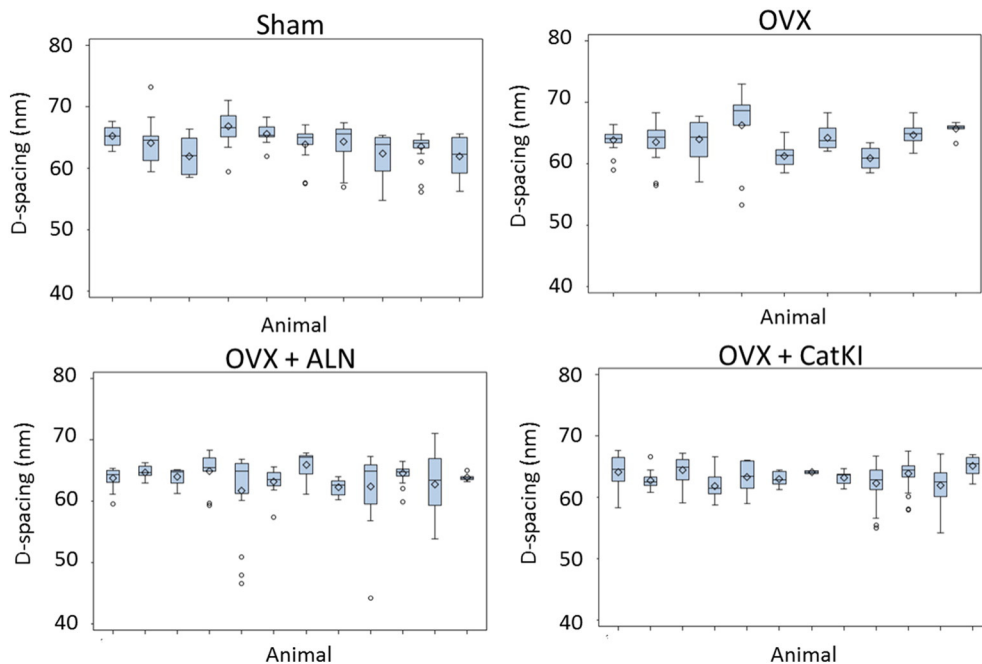 Sham
80
70
60
50
40
D-spacing (nm)
Animal
OVX
80
70
60
50
40
D-spacing (nm)
Animal
OVX + ALN
80
70
60
50
40
D-spacing (nm)
Animal
OVX + CatKI
80
70
60
50
40
D-spacing (nm)
Animal